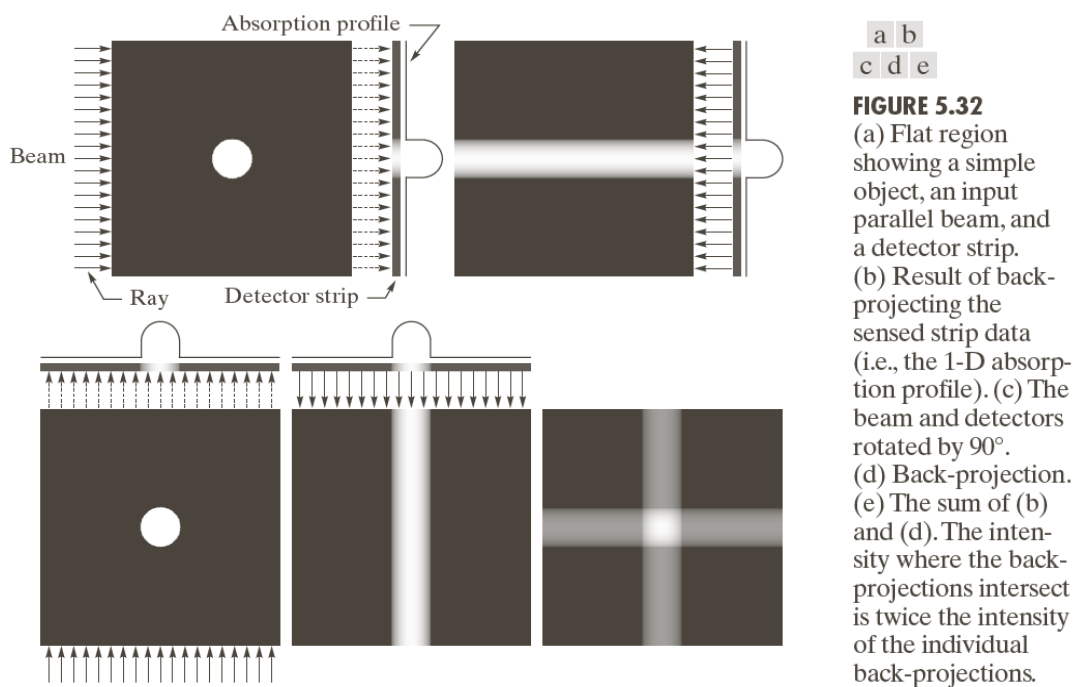 Absorption profile
Beam
Ray
Detector strip
a b
c d e
FIGURE 5.32
(a) Flat region
showing a simple
object, an input
parallel beam, and
a detector strip.
(b) Result of back-
projecting the
sensed strip data
(i.e., the 1-D absorp-
tion profile). (c) The
beam and detectors
rotated by 90°.
(d) Back-projection.
(e) The sum of (b)
and (d). The inten-
sity where the back-
projections intersect
is twice the intensity
of the individual
back-projections.